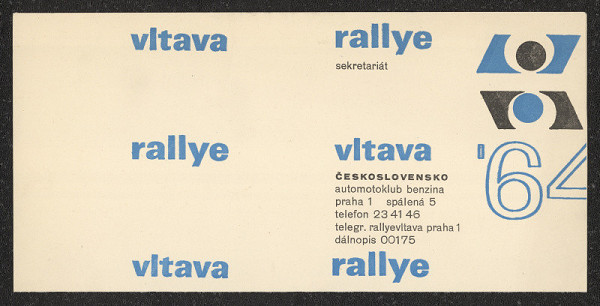 vltava rallye
sekretariát
rallye vltava
ČESKOSLOVENSKO
automotoklub benzina
praha 1 spálená 5
telefon 23 41 46
telegr. rallyevltava praha 1
dálnopis 00175
'64
vltava rallye